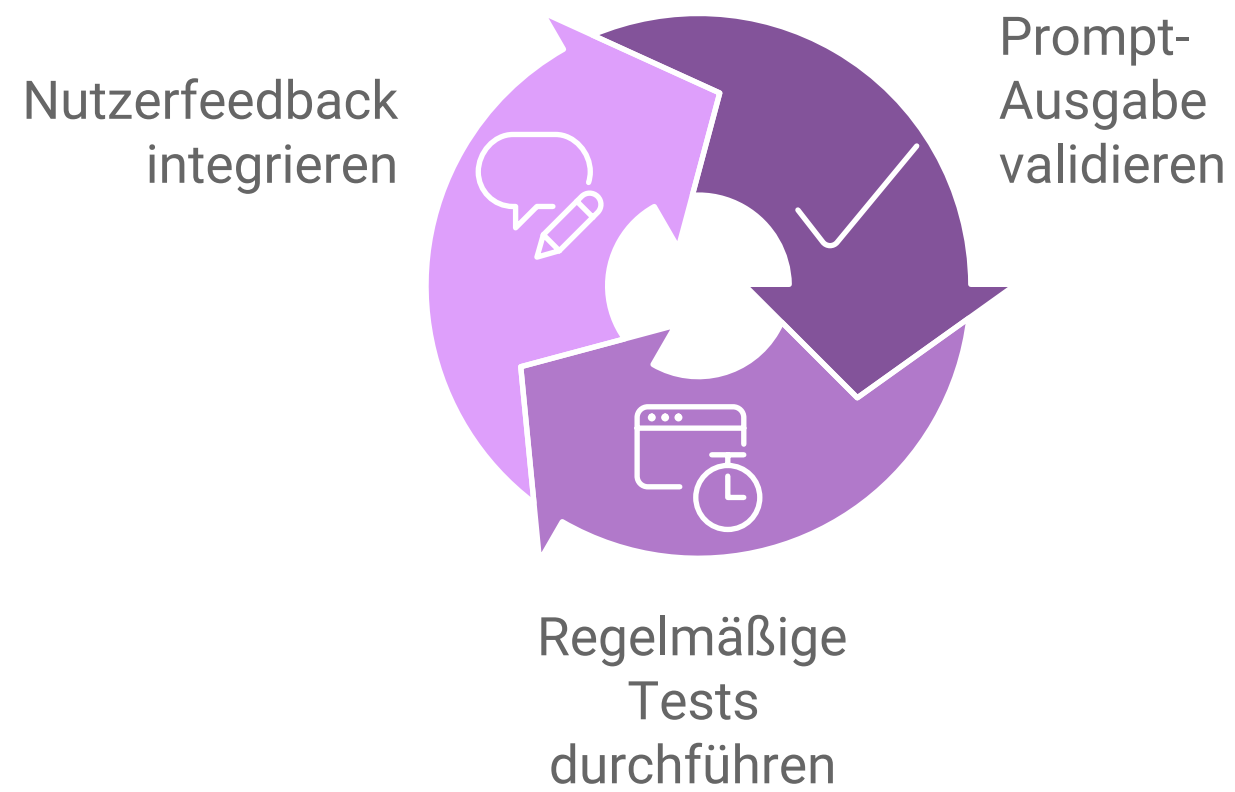 Nutzerfeedback
integrieren
Prompt-
Ausgabe
validieren
Regelmäßige
Tests
durchführen